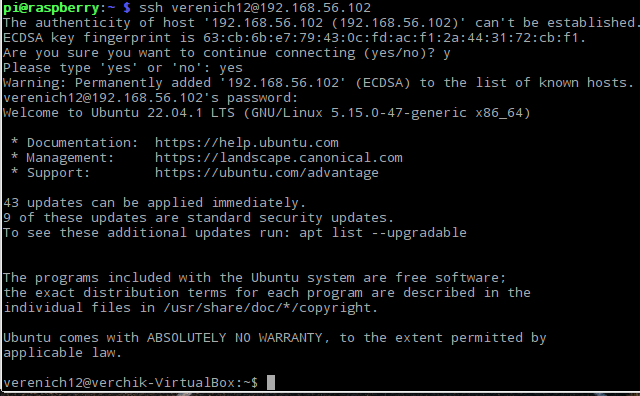 pi@raspberry:~ $ ssh verenich12@192.168.56.102
The authenticity of host '192.168.56.102 (192.168.56.102)' can't be established.
ECDSA key fingerprint is 63:cb:6b:e7:79:43:0c:fd:ac:f1:2a:44:31:72:cb:f1.
Are you sure you want to continue connecting (yes/no)? y
Please type 'yes' or 'no': yes
Warning: Permanently added '192.168.56.102' (ECDSA) to the list of known hosts.
verenich12@192.168.56.102's password:
Welcome to Ubuntu 22.04.1 LTS (GNU/Linux 5.15.0-47-generic x86_64)
* Documentation:  https://help.ubuntu.com
* Management:     https://landscape.canonical.com
* Support:        https://ubuntu.com/advantage
43 updates can be applied immediately.
9 of these updates are standard security updates.
To see these additional updates run: apt list --upgradable
The programs included with the Ubuntu system are free software;
the exact distribution terms for each program are described in the
individual files in /usr/share/doc/*/copyright.
Ubuntu comes with ABSOLUTELY NO WARRANTY, to the extent permitted by
applicable law.
verenich12@verchik-VirtualBox:~$